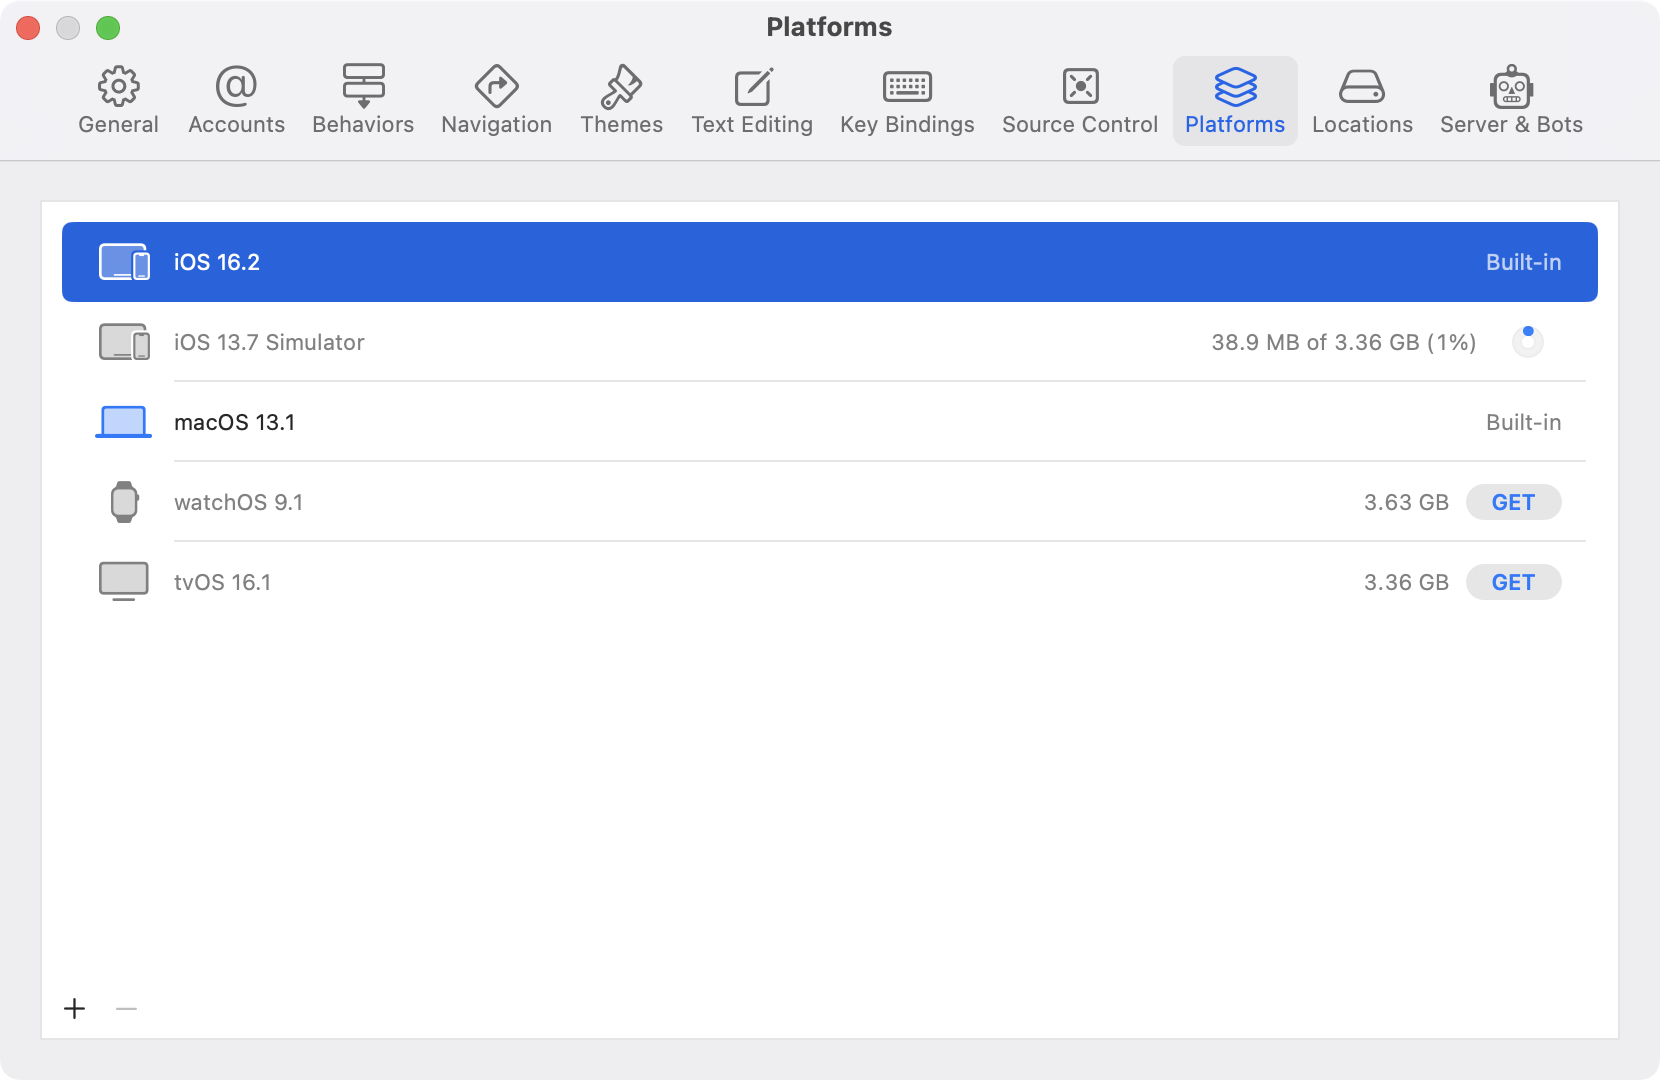 Platforms
General Accounts Behaviors Navigation Themes Text Editing Key Bindings Source Control Platforms Locations Server & Bots
iOS 16.2 Built-in
iOS 13.7 Simulator 38.9 MB of 3.36 GB (1%)
macOS 13.1 Built-in
watchOS 9.1 3.63 GB GET
tvOS 16.1 3.36 GB GET